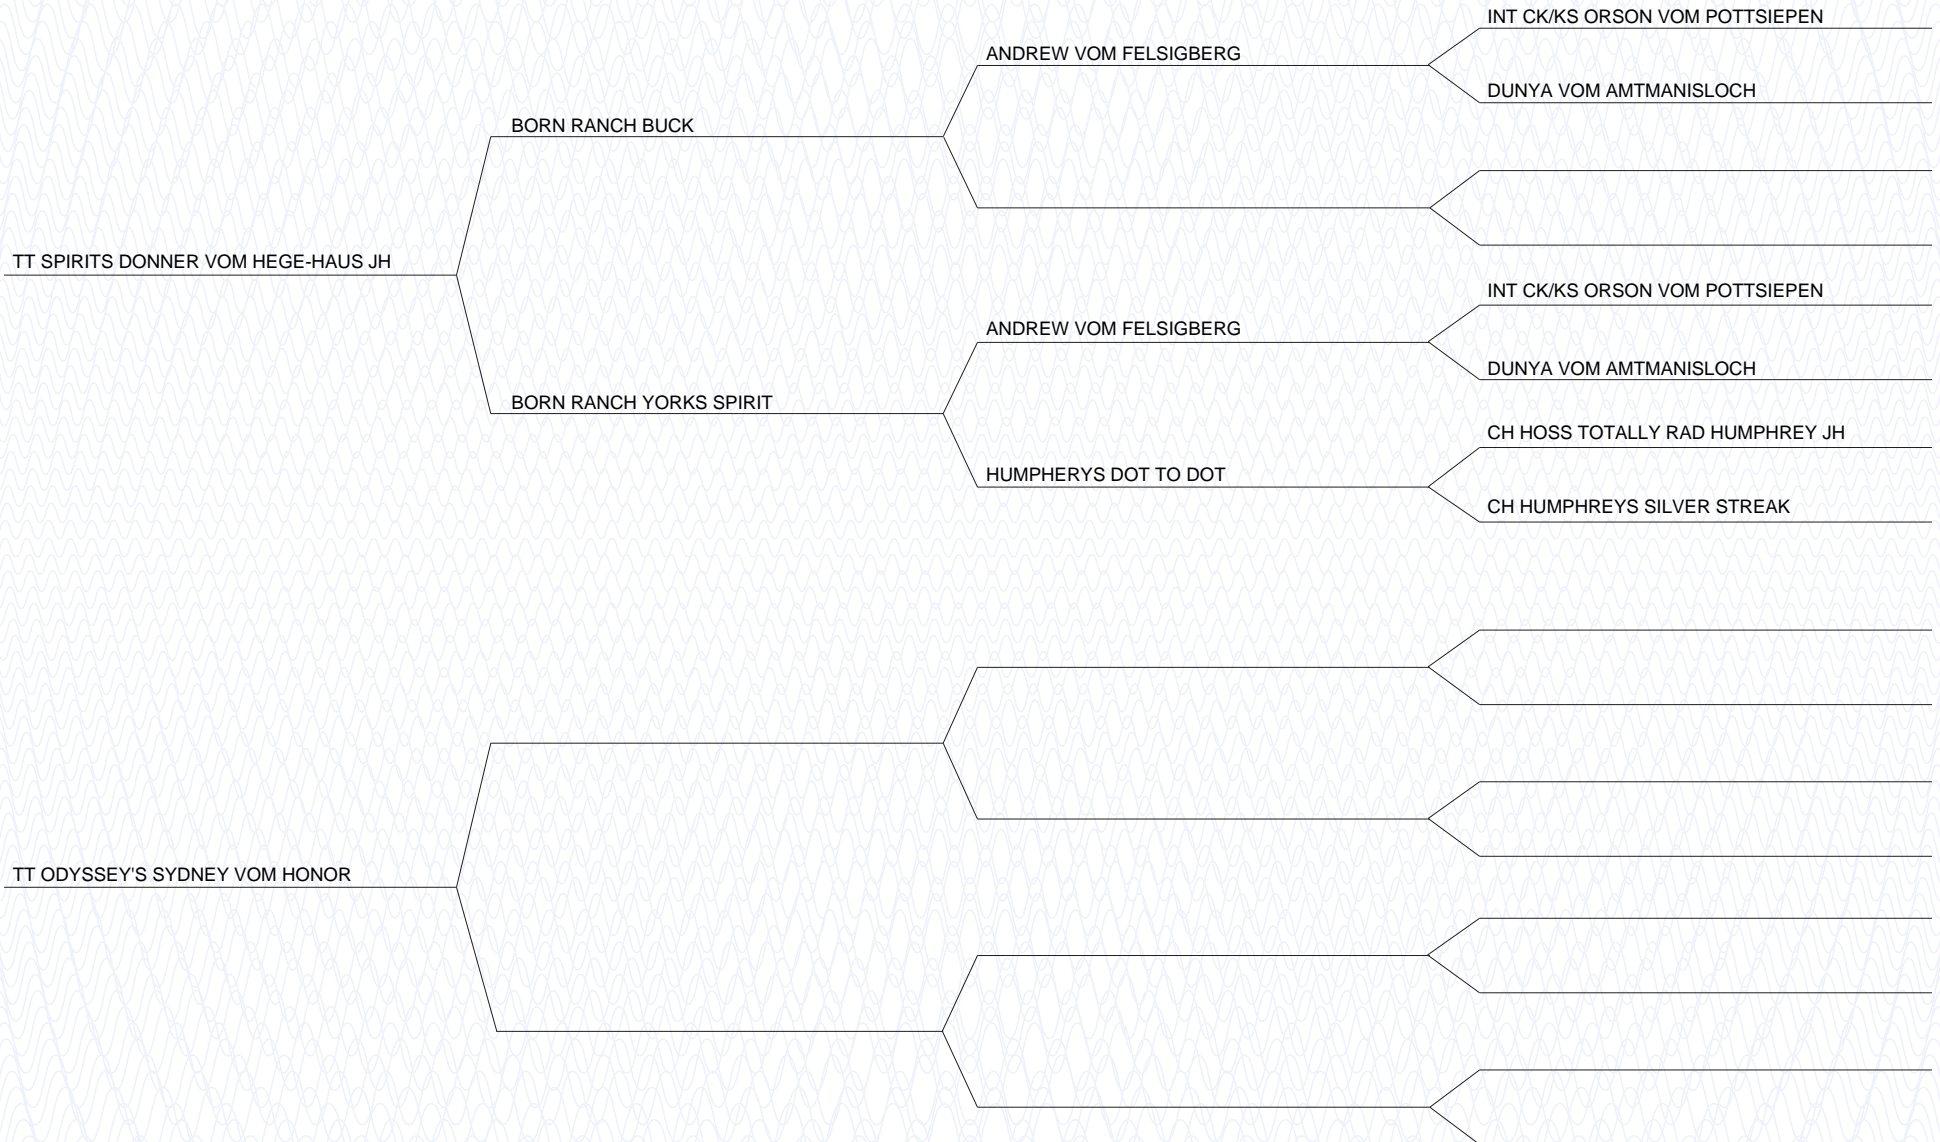 INT CK/KS ORSON VOM POTTSIEPEN
ANDREW VOM FELSIGBERG
DUNYA VOM AMTMANISLOCH
BORN RANCH BUCK
TT SPIRITS DONNER VOM HEGE-HAUS JH
INT CK/KS ORSON VOM POTTSIEPEN
ANDREW VOM FELSIGBERG
DUNYA VOM AMTMANISLOCH
BORN RANCH YORKS SPIRIT
CH HOSS TOTALLY RAD HUMPHREY JH
HUMPHERYS DOT TO DOT
CH HUMPHREYS SILVER STREAK
TT ODYSSEY'S SYDNEY VOM HONOR